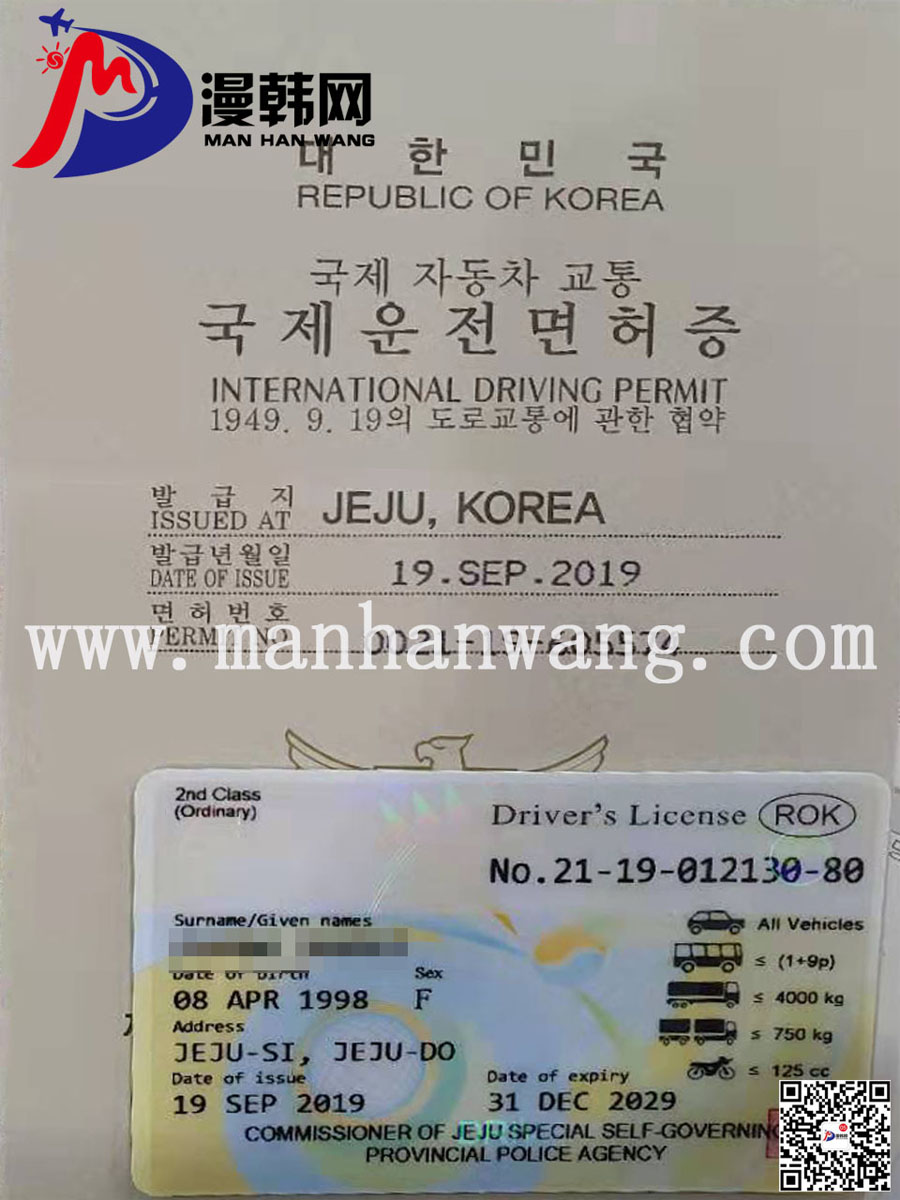 漫韩网
MAN HAN WANG
대 한 민 국
REPUBLIC OF KOREA
국제 자동차 교통
국제운전면허증
INTERNATIONAL DRIVING PERMIT
1949. 9. 19의 도로교통에 관한 협약
발 급 지
ISSUED AT JEJU, KOREA
발급년월일
DATE OF ISSUE 19.SEP.2019
면 허 번 호
PERMIT NO
www.manhanwang.com
2nd Class
(Ordinary)
Driver's License ROK
No.21-19-012130-80
Surname/Given names
All Vehicles
≤ (1+9p)
Date of birth Sex
08 APR 1998 F
≤ 4000 kg
Address
≤ 750 kg
JEJU-SI, JEJU-DO
≤ 125 cc
Date of issue Date of expiry
19 SEP 2019 31 DEC 2029
COMMISSIONER OF JEJU SPECIAL SELF-GOVERNING
PROVINCIAL POLICE AGENCY